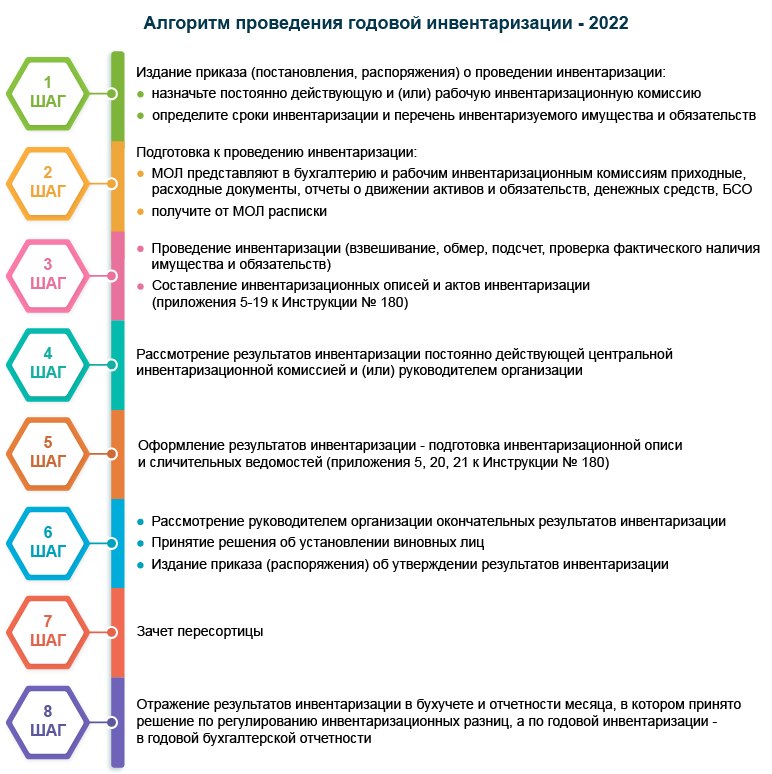 Алгоритм проведения годовой инвентаризации - 2022
1
ШАГ
Издание приказа (постановления, распоряжения) о проведении инвентаризации:
● назначьте постоянно действующую и (или) рабочую инвентаризационную комиссию
● определите сроки инвентаризации и перечень инвентаризуемого имущества и обязательств
2
ШАГ
Подготовка к проведению инвентаризации:
● МОЛ представляют в бухгалтерию и рабочим инвентаризационным комиссиям приходные,
расходные документы, отчеты о движении активов и обязательств, денежных средств, БСО
● получите от МОЛ расписки
3
ШАГ
● Проведение инвентаризации (взвешивание, обмер, подсчет, проверка фактического наличия
имущества и обязательств)
● Составление инвентаризационных описей и актов инвентаризации
(приложения 5-19 к Инструкции № 180)
4
ШАГ
Рассмотрение результатов инвентаризации постоянно действующей центральной
инвентаризационной комиссией и (или) руководителем организации
5
ШАГ
Оформление результатов инвентаризации - подготовка инвентаризационной описи
и сличительных ведомостей (приложения 5, 20, 21 к Инструкции № 180)
6
ШАГ
● Рассмотрение руководителем организации окончательных результатов инвентаризации
● Принятие решения об установлении виновных лиц
● Издание приказа (распоряжения) об утверждении результатов инвентаризации
7
ШАГ
Зачет пересортицы
8
ШАГ
Отражение результатов инвентаризации в бухучете и отчетности месяца, в котором принято
решение по регулированию инвентаризационных разниц, а по годовой инвентаризации -
в годовой бухгалтерской отчетности